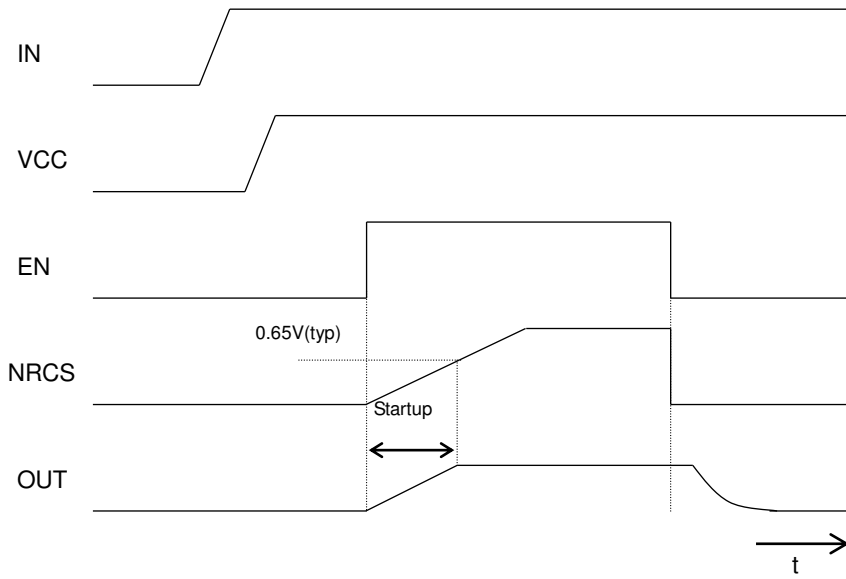 IN
VCC
EN
0.65V(typ)
NRCS
Startup
OUT
t